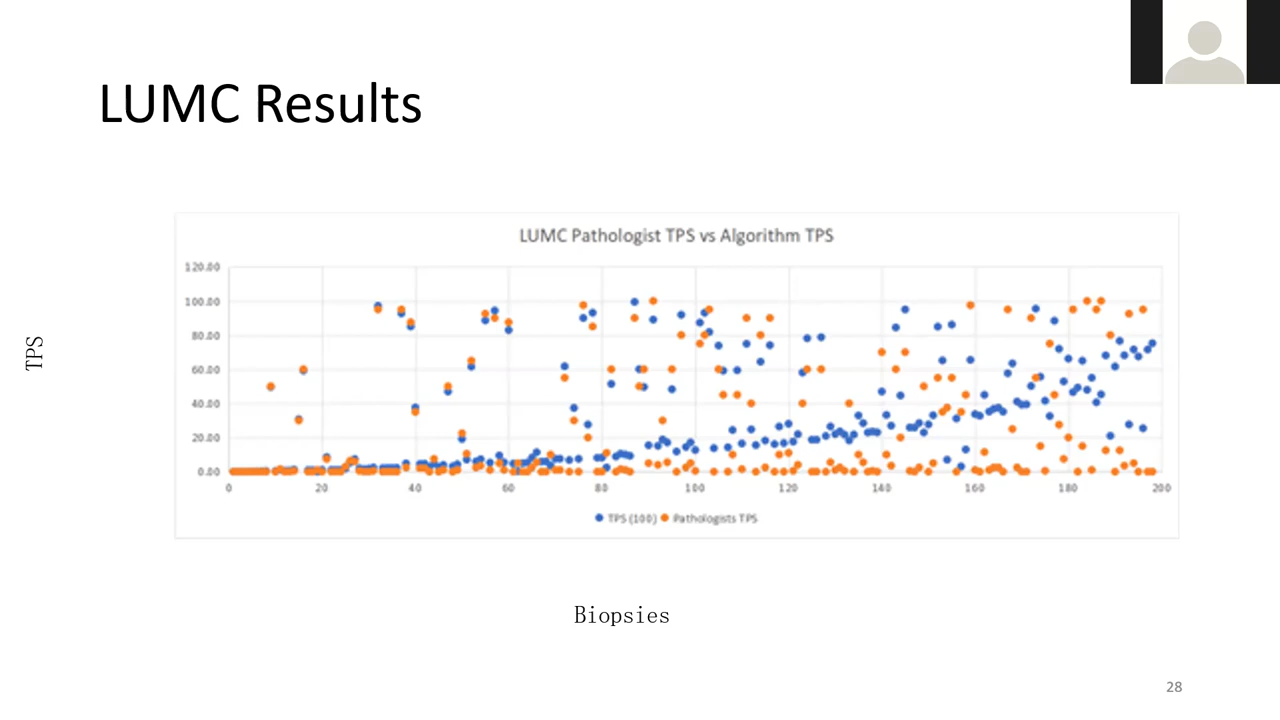 LUMC Results
LUMC Pathologist TPS vs Algorithm TPS
TPS
120.00
100.00
80.00
60.00
40.00
20.00
0.00
0 20 40 60 80 100 120 140 160 180 200
TPS (100) Pathologists TPS
Biopsies
28